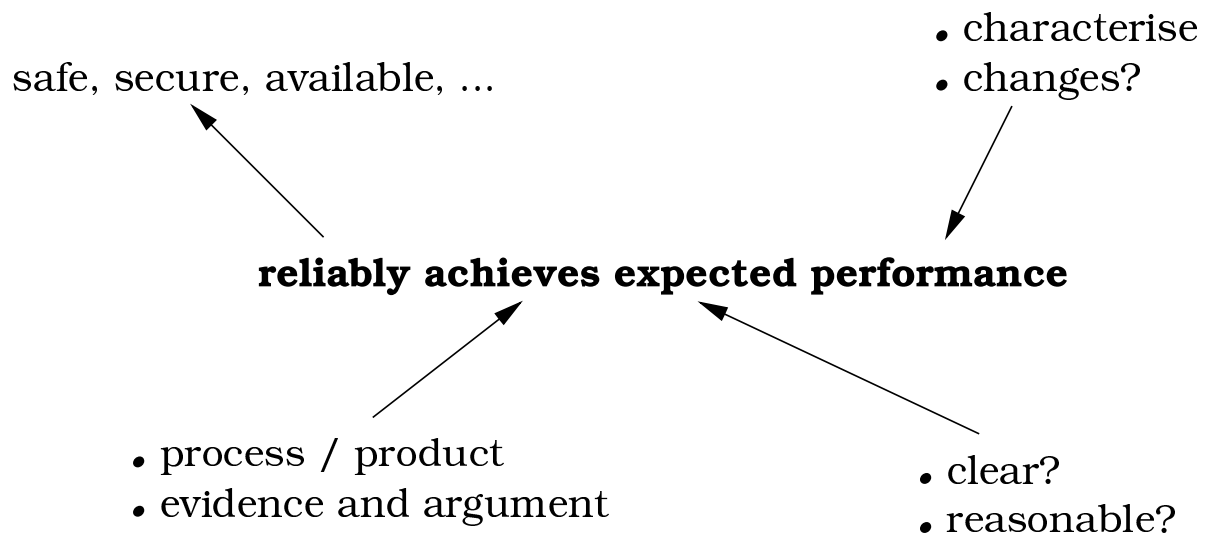 • characterise
safe, secure, available, ...
• changes?
reliably achieves expected performance
• process / product
• evidence and argument
• clear?
• reasonable?